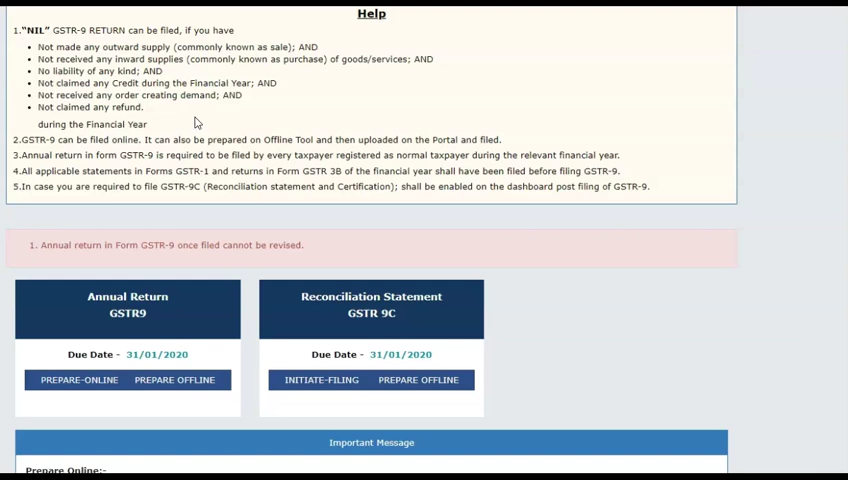 Help
1."NIL" GSTR-9 RETURN can be filed, if you have
• Not made any outward supply (commonly known as sale); AND
• Not received any inward supplies (commonly known as purchase) of goods/services; AND
• No liability of any kind; AND
• Not claimed any Credit during the Financial Year; AND
• Not received any order creating demand; AND
• Not claimed any refund.
during the Financial Year
2.GSTR-9 can be filed online. It can also be prepared on Offline Tool and then uploaded on the Portal and filed.
3.Annual return in form GSTR-9 is required to be filed by every taxpayer registered as normal taxpayer during the relevant financial year.
4.All applicable statements in Forms GSTR-1 and returns in Form GSTR 3B of the financial year shall have been filed before filing GSTR-9.
5.In case you are required to file GSTR-9C (Reconciliation statement and Certification); shall be enabled on the dashboard post filing of GSTR-9.
1. Annual return in Form GSTR-9 once filed cannot be revised.
Annual Return
GSTR9
Due Date - 31/01/2020
PREPARE-ONLINE PREPARE OFFLINE
Reconciliation Statement
GSTR 9C
Due Date - 31/01/2020
INITIATE-FILING PREPARE OFFLINE
Important Message
Prepare Online:-